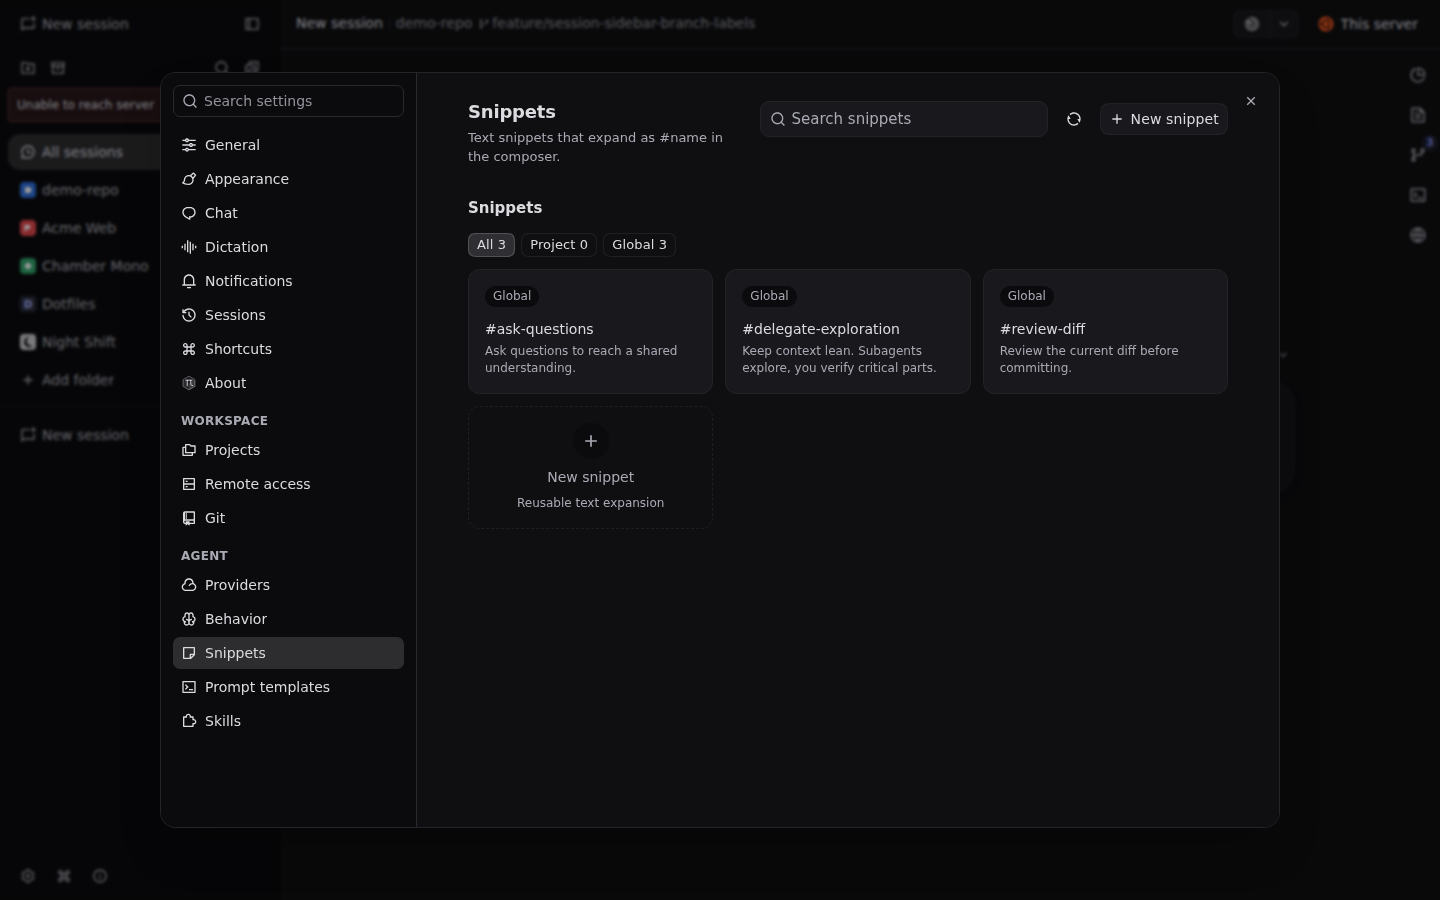 New session
New session demo-repo feature/session-sidebar-branch-labels
This server
Unable to reach server
All sessions
demo-repo
Acme Web
Chamber Mono
D Dotfiles
Night Shift
Add folder
New session
Search settings
General
Appearance
Chat
Dictation
Notifications
Sessions
Shortcuts
About
WORKSPACE
Projects
Remote access
Git
AGENT
Providers
Behavior
Snippets
Prompt templates
Skills
Snippets
Text snippets that expand as #name in
the composer.
Search snippets
New snippet
Snippets
All 3 Project 0 Global 3
Global
#ask-questions
Ask questions to reach a shared
understanding.
Global
#delegate-exploration
Keep context lean. Subagents
explore, you verify critical parts.
Global
#review-diff
Review the current diff before
committing.
New snippet
Reusable text expansion